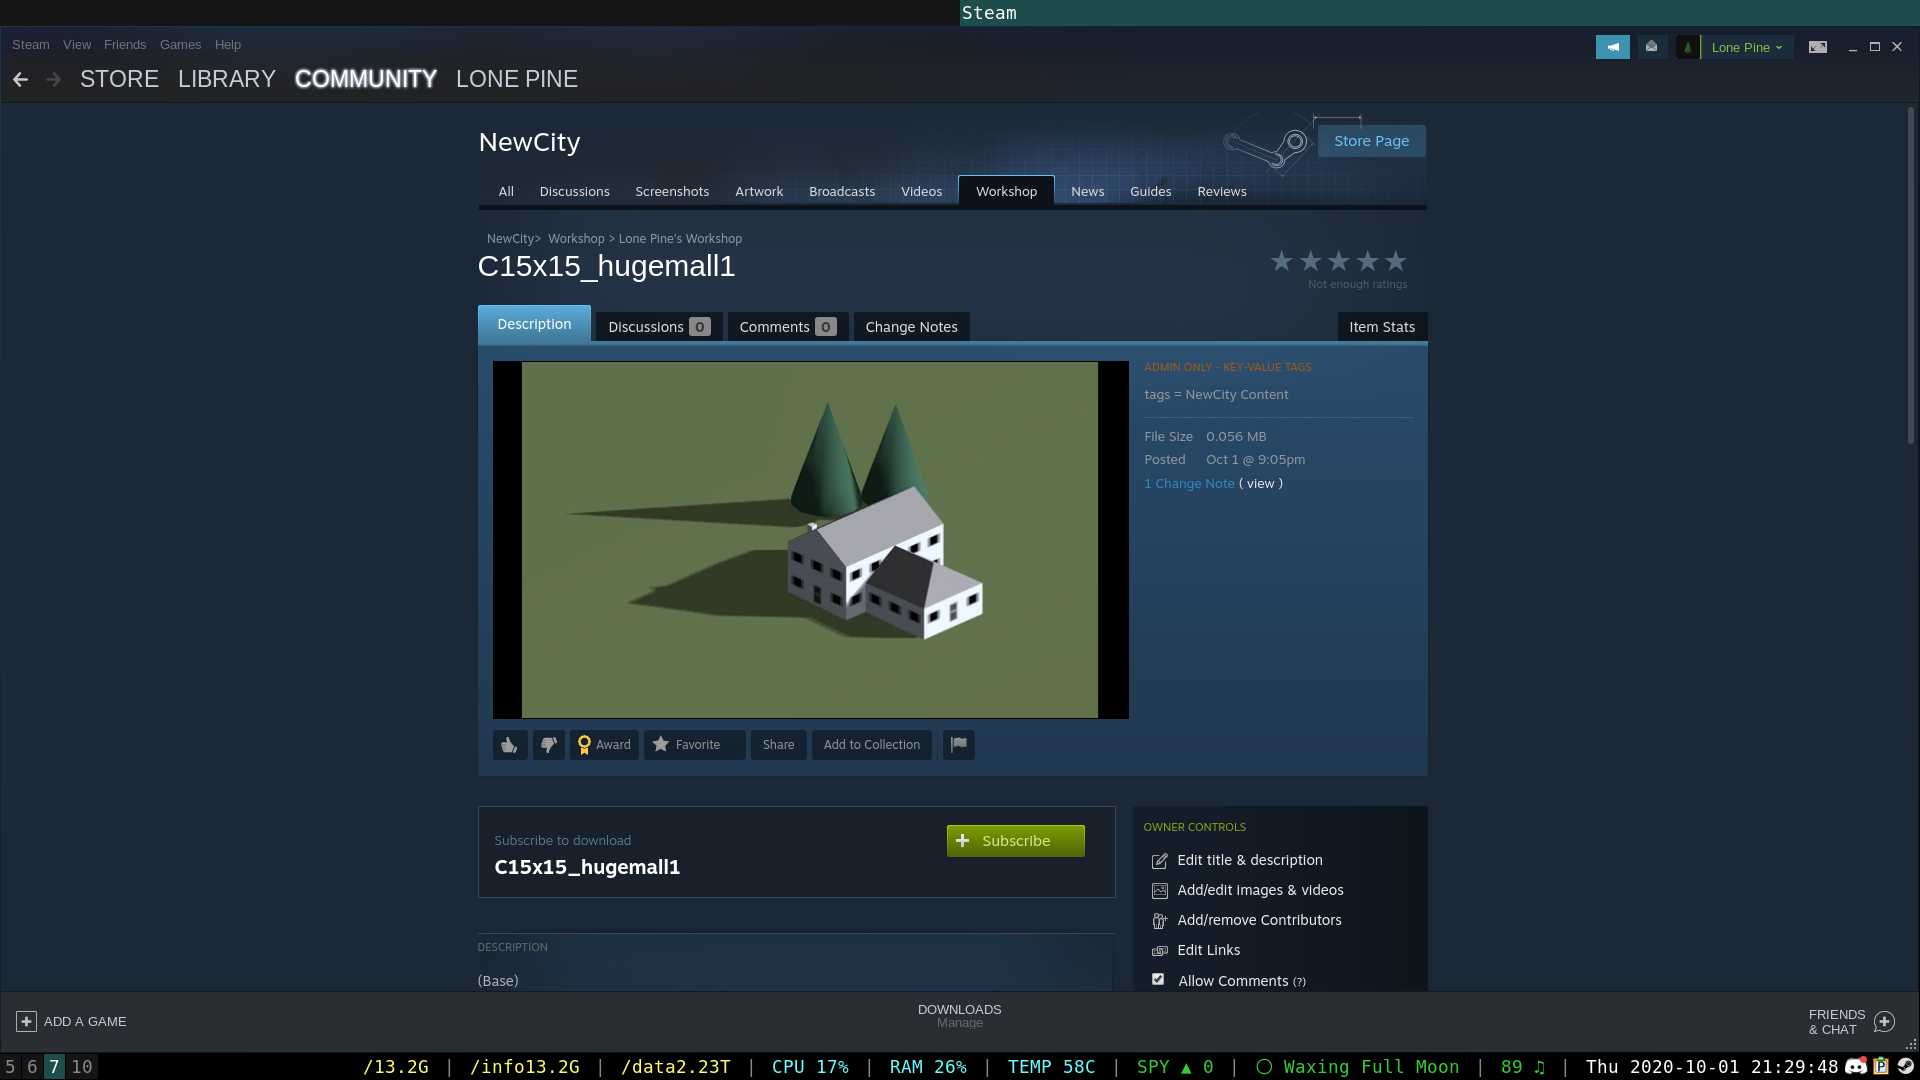 Steam
Steam View Friends Games Help
Lone Pine
STORE LIBRARY COMMUNITY LONE PINE
NewCity
Store Page
All Discussions Screenshots Artwork Broadcasts Videos Workshop News Guides Reviews
NewCity> Workshop > Lone Pine's Workshop
C15x15_hugemall1
Not enough ratings
Description Discussions 0 Comments 0 Change Notes Item Stats
ADMIN ONLY - KEY-VALUE TAGS
tags = NewCity Content
File Size 0.056 MB
Posted Oct 1 @ 9:05pm
1 Change Note ( view )
Award Favorite Share Add to Collection
Subscribe to download
C15x15_hugemall1
Subscribe
OWNER CONTROLS
Edit title & description
Add/edit images & videos
Add/remove Contributors
Edit Links
Allow Comments (?)
DESCRIPTION
(Base)
ADD A GAME
DOWNLOADS
Manage
FRIENDS
& CHAT
5 6 7 10 /13.2G | /info13.2G | /data2.23T | CPU 17% | RAM 26% | TEMP 58C | SPY ▲ 0 | ○ Waxing Full Moon | 89 ♫ | Thu 2020-10-01 21:29:48